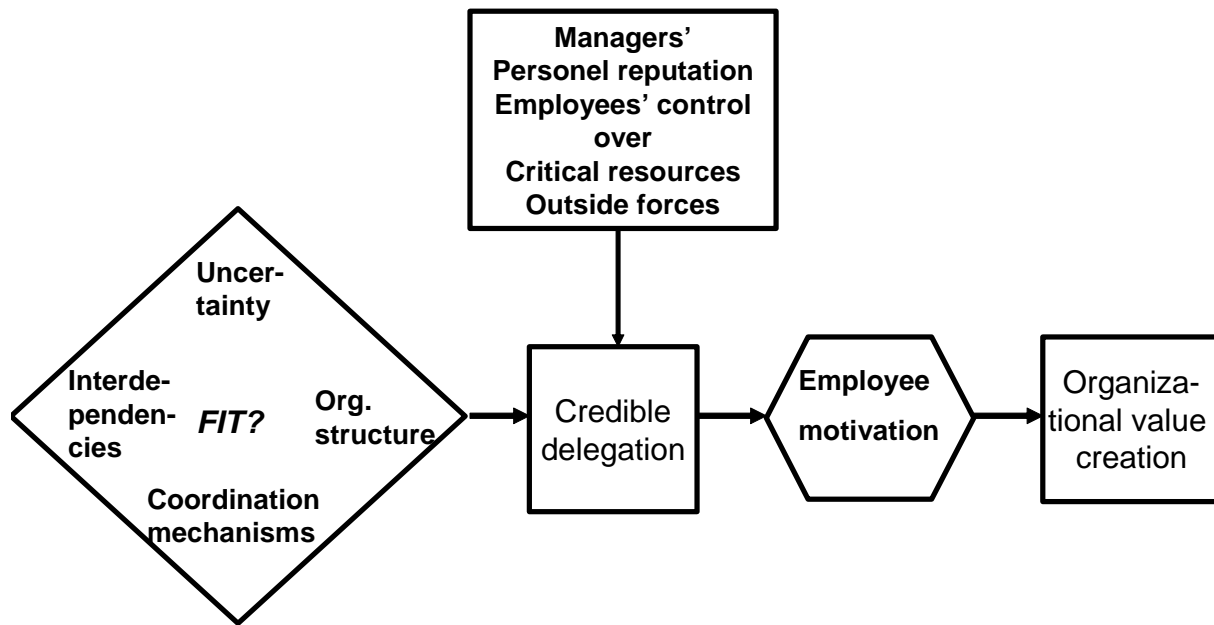 Managers’
Personel reputation
Employees’ control
over
Critical resources
Outside forces
Uncer-
tainty
Interde-
penden-
cies
FIT?
Org.
structure
Coordination
mechanisms
Credible
delegation
Employee
motivation
Organiza-
tional value
creation